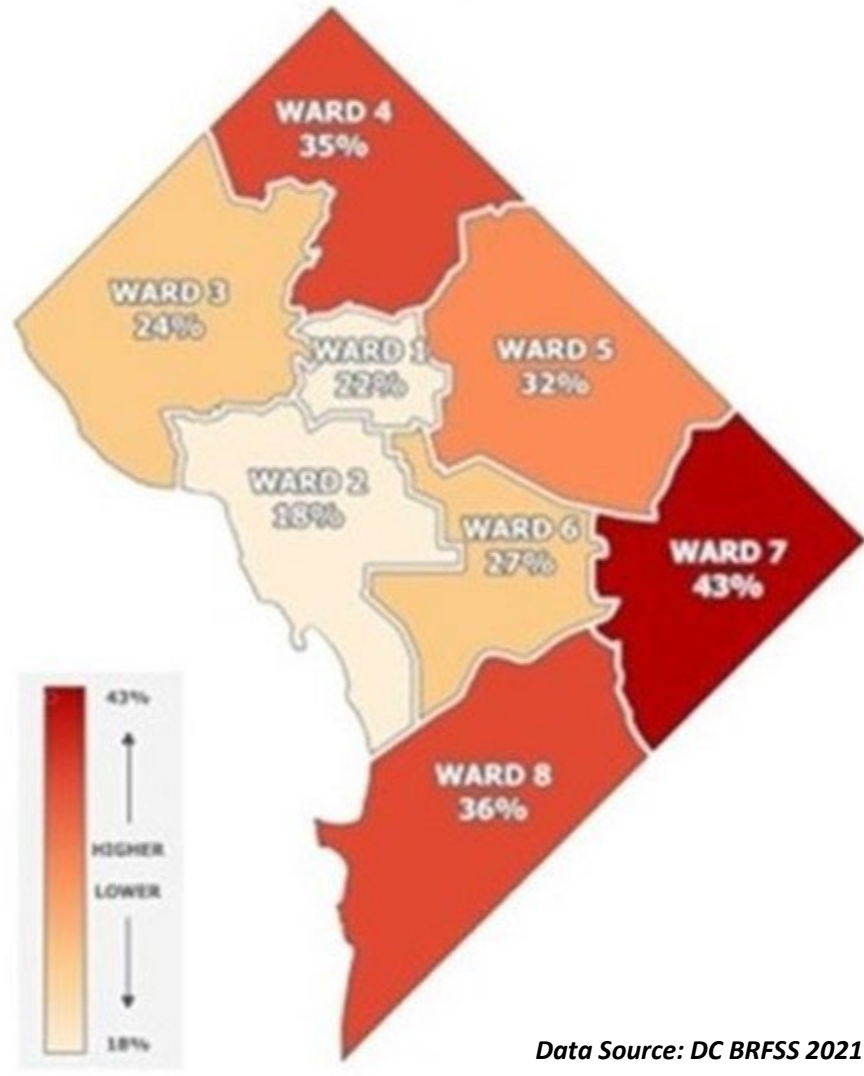 WARD 4
35%
WARD 3
24%
WARD 1
22%
WARD 5
32%
WARD 2
18%
WARD 6
27%
WARD 7
43%
WARD 8
36%
43%
HIGHER
LOWER
18%
Data Source: DC BRFSS 2021